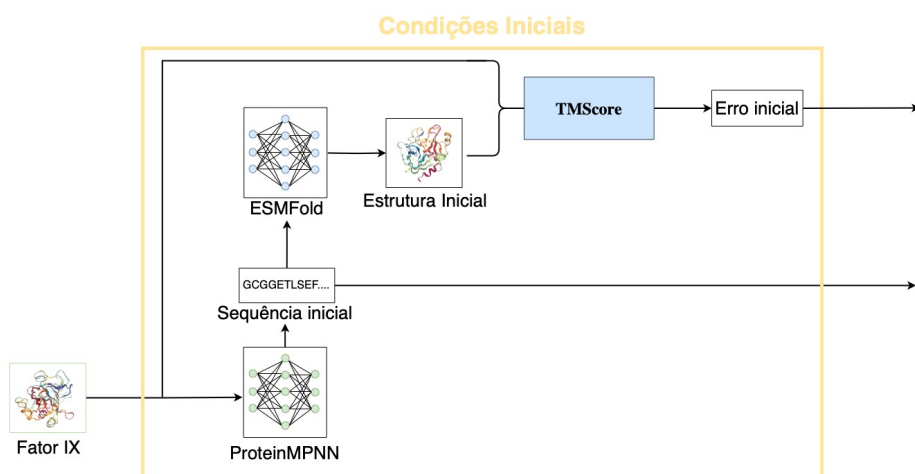 Condições Iniciais
TMScore
Erro inicial
ESMFold
Estrutura Inicial
GCGGETLSEF....
Sequência inicial
Fator IX
ProteinMPNN